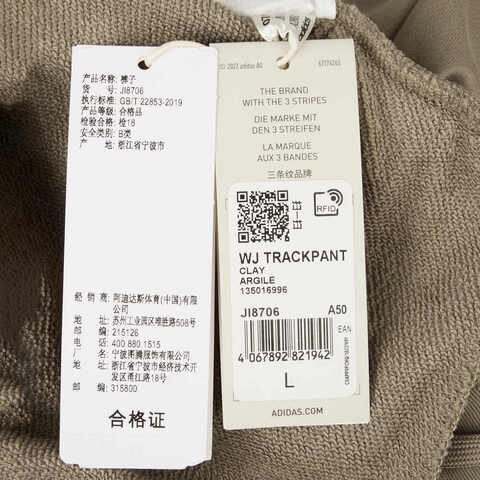 产品名称: 裤子
货 号: JI8706
执行标准: GB/T 22853-2019
产品等级: 合格品
检验合格: 检18
安全类别: B类
产 地: 浙江省宁波市
经 销 商: 阿迪达斯体育(中国)有限公司
地 址: 苏州工业园区唯胜路508号
邮 编: 215126
电 话: 400 880 1515
厂 名: 宁波图腾服饰有限公司
厂 址: 浙江省宁波市经济技术开发区甬江路18号
邮 编: 315800
合格证
© 2022 adidas AG
THE BRAND
WITH THE 3 STRIPES
DIE MARKE MIT
DEN 3 STREIFEN
LA MARQUE
AUX 3 BANDES
三条纹品牌
RFID
WJ TRACKPANT
CLAY
ARGILE
135016996
JI8706 A50
EAN
4 067892 821942
L
ADIDAS.COM